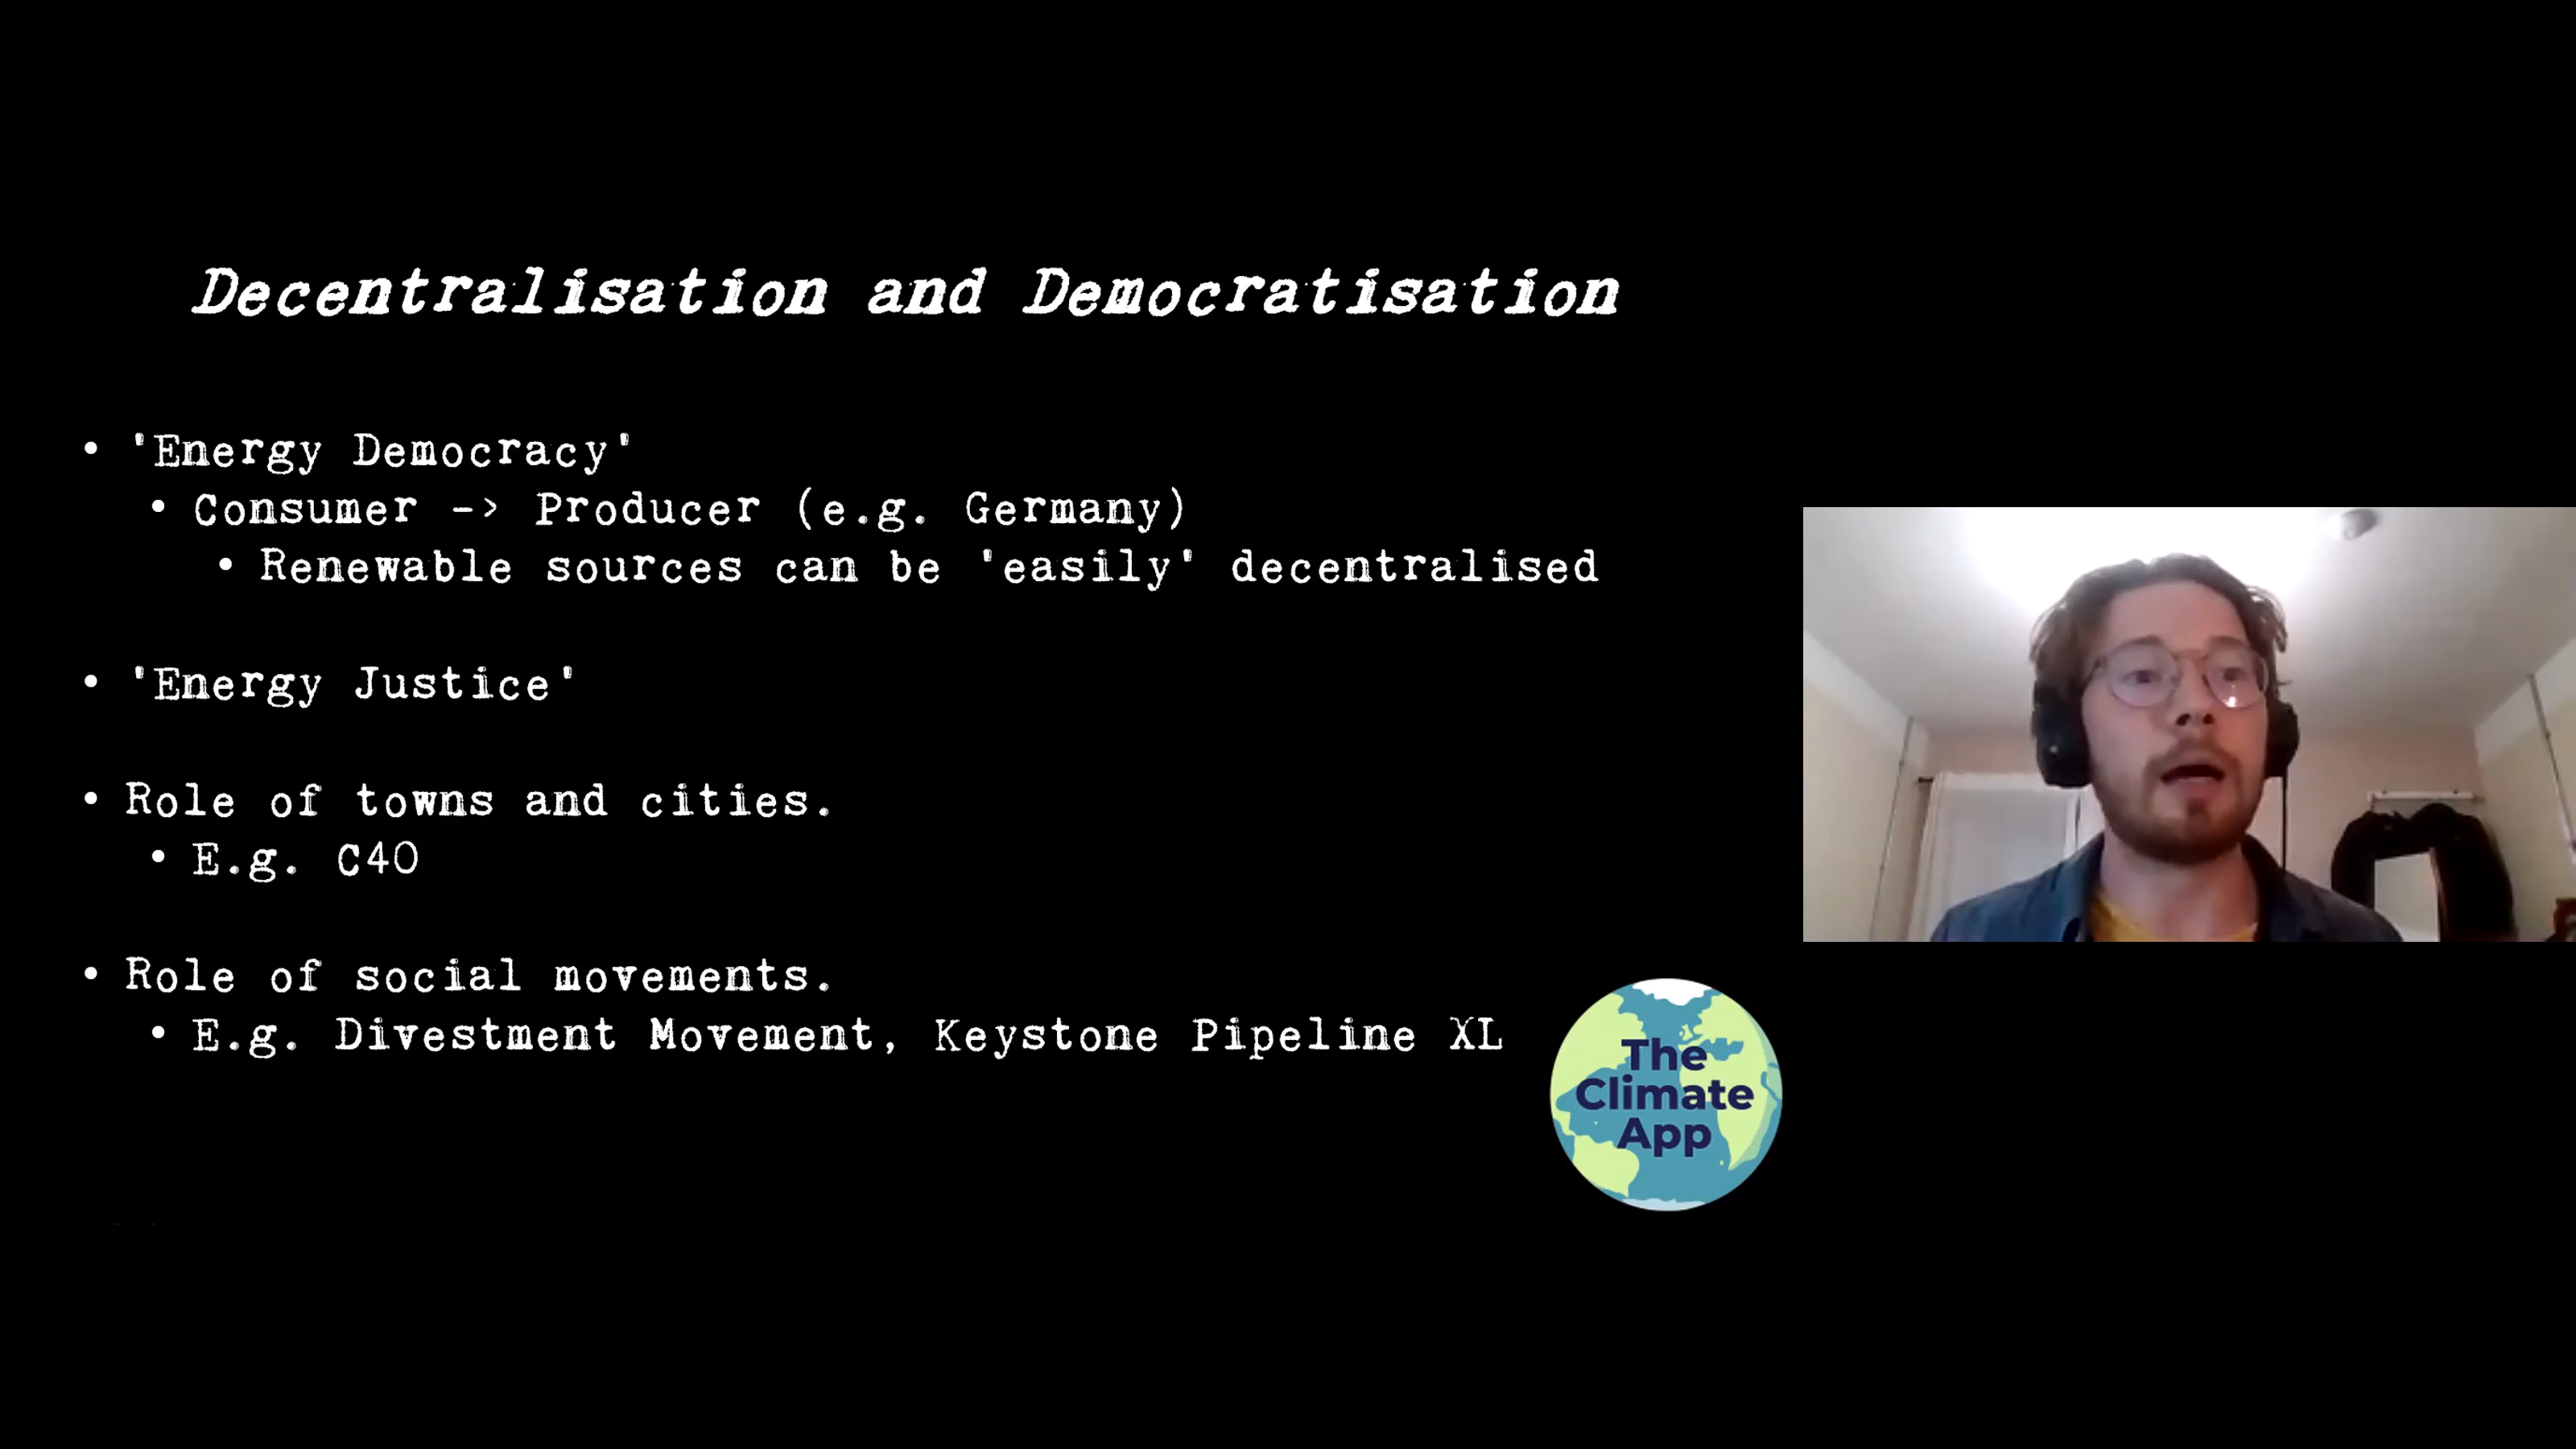 Decentralisation and Democratisation
• 'Energy Democracy'
• Consumer -> Producer (e.g. Germany)
• Renewable sources can be 'easily' decentralised
• 'Energy Justice'
• Role of towns and cities.
• E.g. C40
• Role of social movements.
• E.g. Divestment Movement, Keystone Pipeline XL
The
Climate
App